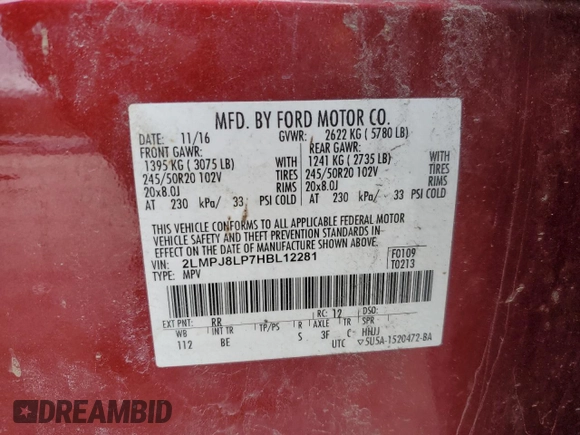 MFD. BY FORD MOTOR CO.
DATE: 11/16 GVWR: 2622 KG ( 5780 LB)
FRONT GAWR: REAR GAWR:
1395 KG ( 3075 LB) WITH 1241 KG ( 2735 LB) WITH
245/50R20 102V TIRES 245/50R20 102V TIRES
20x8.0J RIMS 20x8.0J RIMS
AT 230 kPa/ 33 PSI COLD AT 230 kPa/ 33 PSI COLD
THIS VEHICLE CONFORMS TO ALL APPLICABLE FEDERAL MOTOR
VEHICLE SAFETY AND THEFT PREVENTION STANDARDS IN
EFFECT ON THE DATE OF MANUFACTURE SHOWN ABOVE.
VIN: 2LMPJ8LP7HBL12281 F0109
TYPE: MPV T0213
EXT PNT: RR RC: 12 DSO:
WB INT TR TP/PS R AXLE TR SPR
112 BE S 3F C HHJJ
UTC 5U5A-1520472-BA
DREAMBID